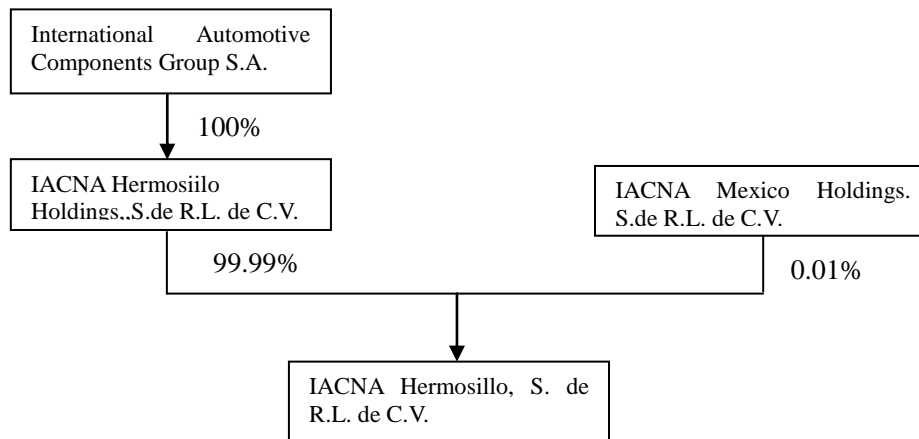 International Automotive
Components Group S.A.
100%
IACNA Hermosiilo
Holdings,,S.de R.L. de C.V.
IACNA Mexico Holdings.
S.de R.L. de C.V.
99.99%
0.01%
IACNA Hermosillo, S. de
R.L. de C.V.